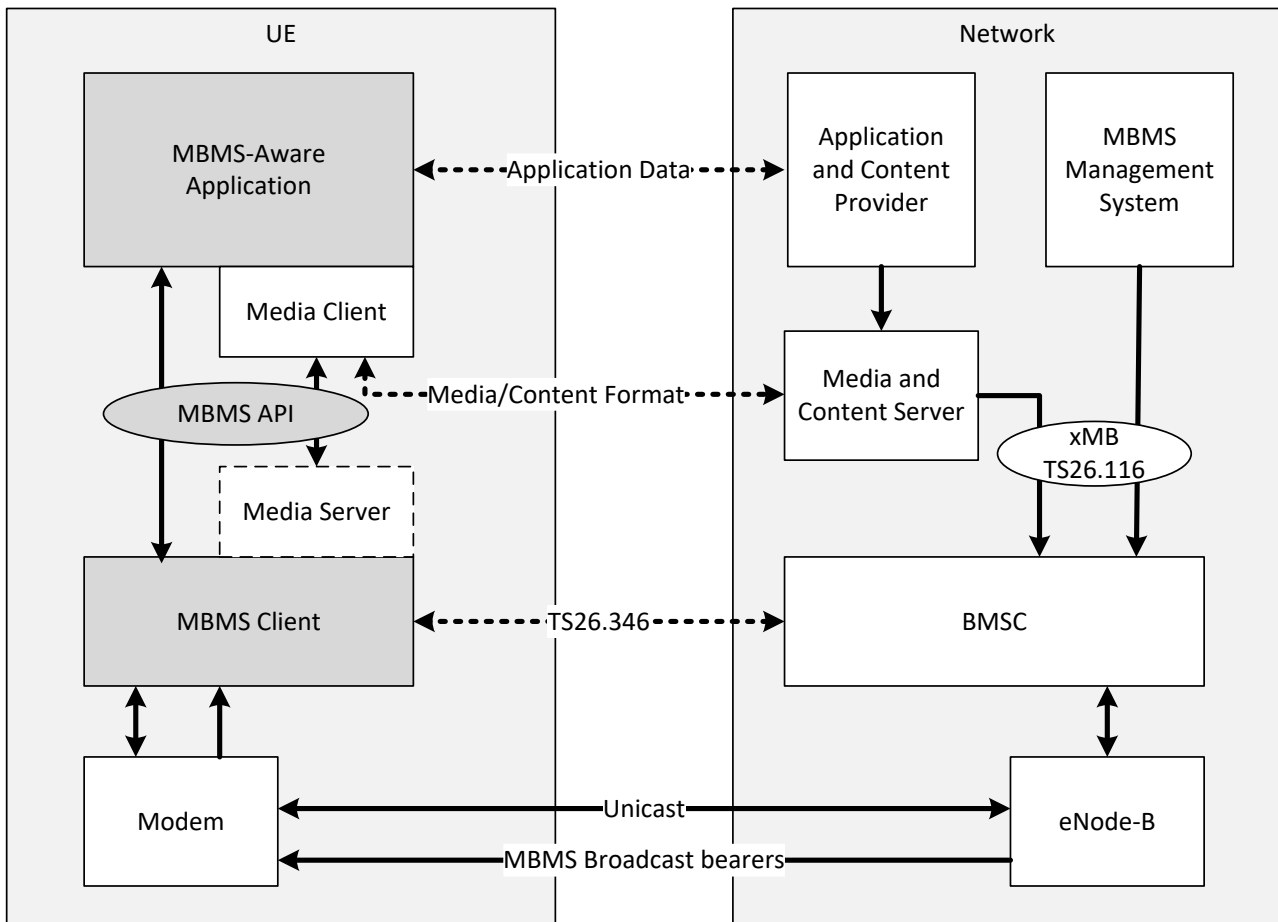 UE
Network
MBMS-Aware
Application
Application Data
Application
and Content
Provider
MBMS
Management
System
Media Client
MBMS API
Media/Content Format
Media and
Content Server
xMB
TS26.116
Media Server
MBMS Client
TS26.346
BMSC
Modem
Unicast
eNode-B
MBMS Broadcast bearers